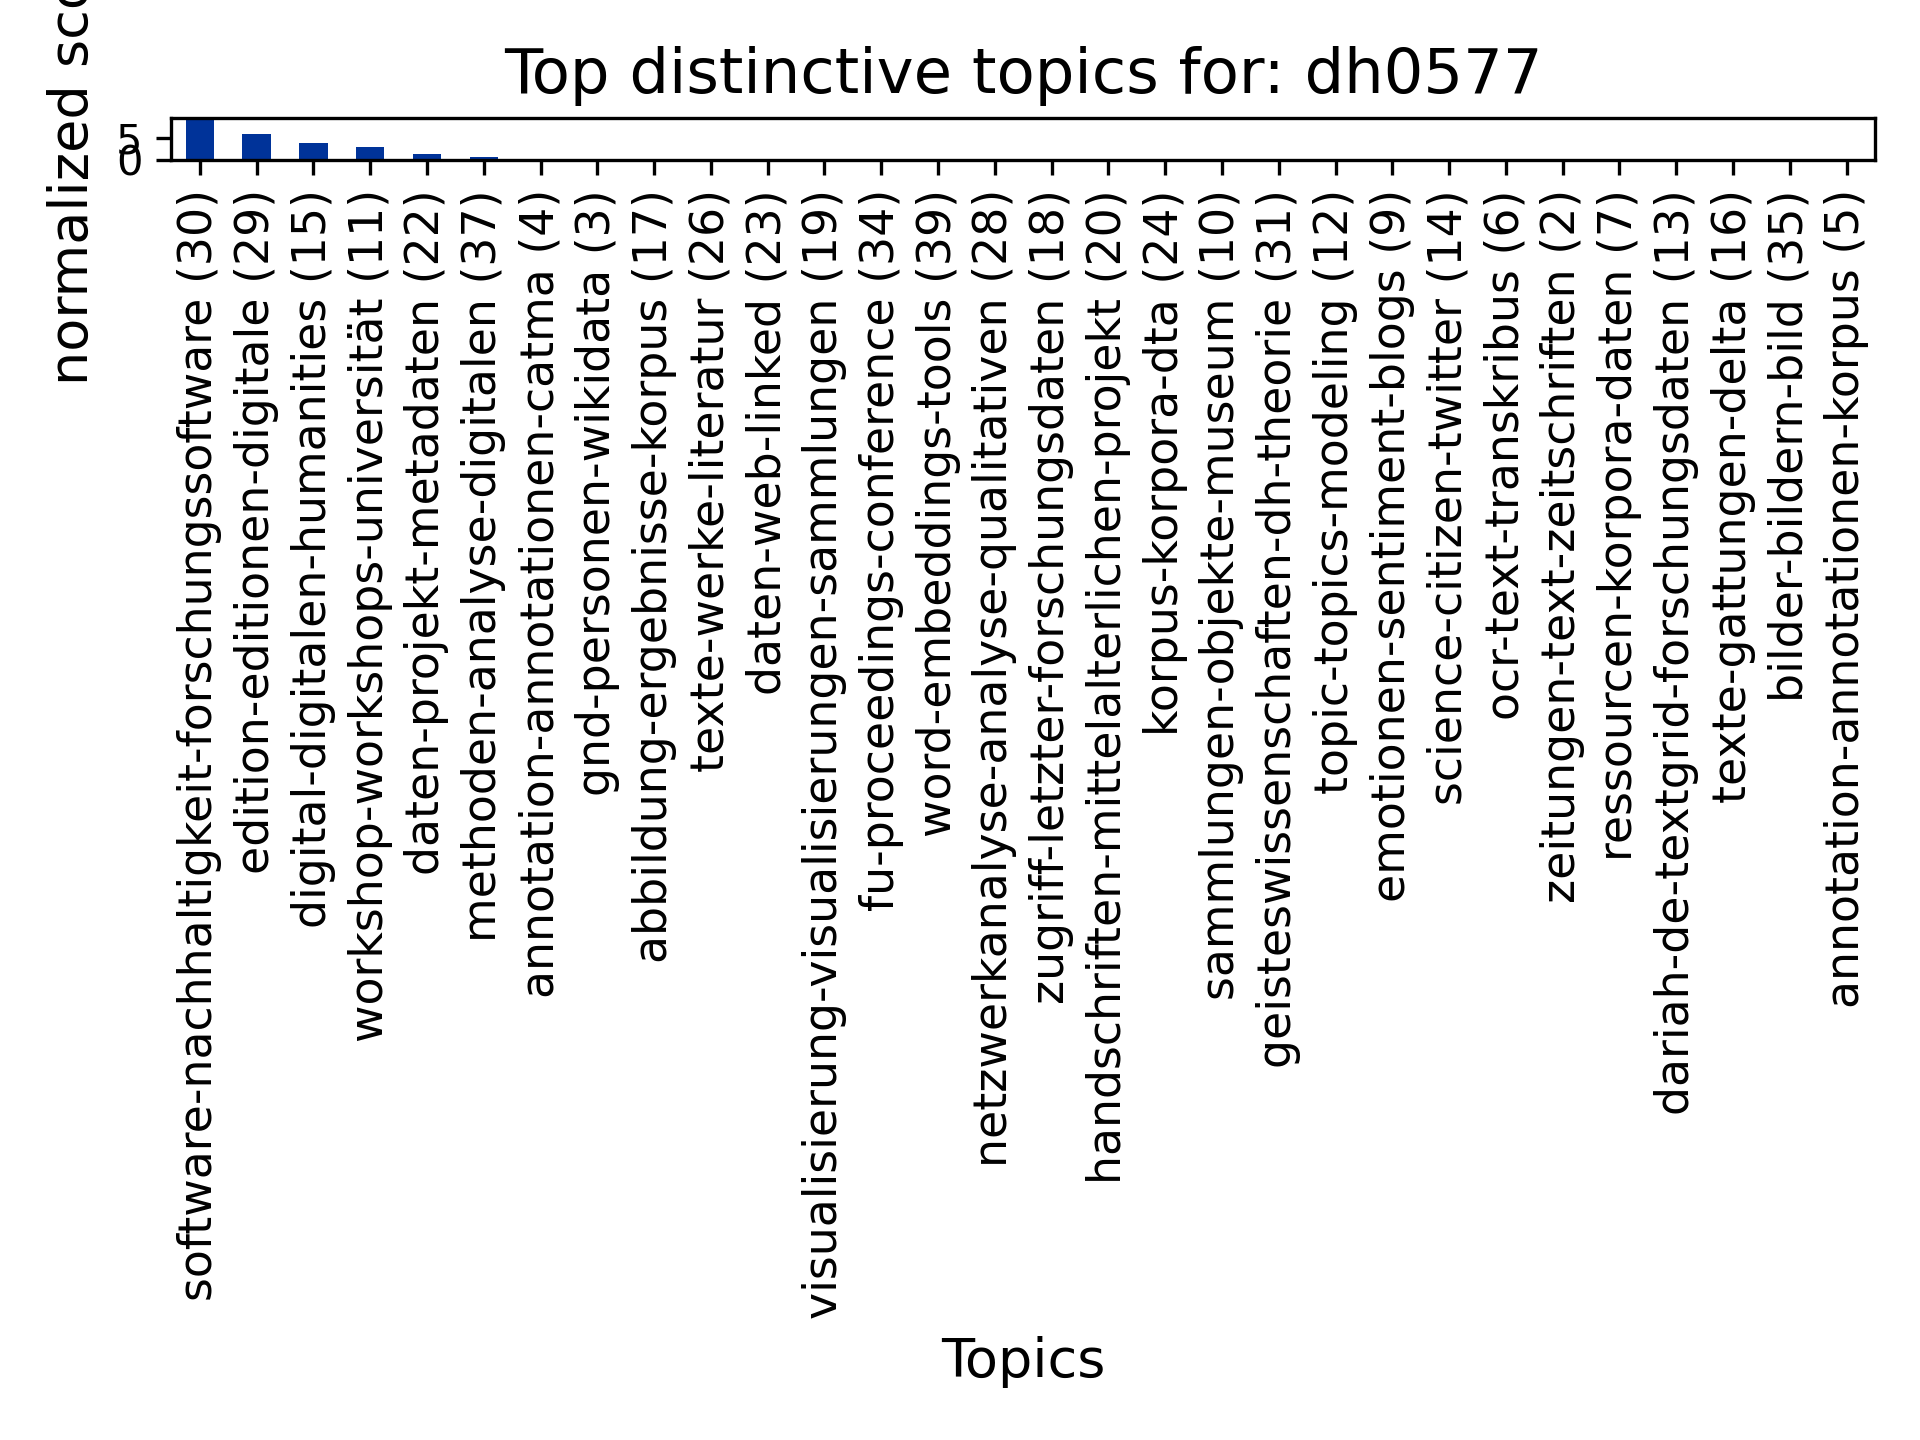 Top distinctive topics for: dh0577
normalized
5
0
software-nachhaltigkeit-forschungssoftware (30)
edition-editionen-digitale (29)
digital-digitalen-humanities (15)
workshop-workshops-universität (11)
daten-projekt-metadaten (22)
methoden-analyse-digitalen (37)
annotation-annotationen-catma (4)
gnd-personen-wikidata (3)
abbildung-ergebnisse-korpus (17)
texte-werke-literatur (26)
daten-web-linked (23)
visualisierung-visualisierungen-sammlungen (19)
fu-proceedings-conference (34)
word-embeddings-tools (39)
netzwerkanalyse-analyse-qualitativen (28)
zugriff-letzter-forschungsdaten (18)
handschriften-mittelalterlichen-projekt (20)
korpus-korpora-dta (24)
sammlungen-objekte-museum (10)
geisteswissenschaften-dh-theorie (31)
topic-topics-modeling (12)
emotionen-sentiment-blogs (9)
science-citizen-twitter (14)
ocr-text-transkribus (6)
zeitungen-text-zeitschriften (2)
ressourcen-korpora-daten (7)
dariah-de-textgrid-forschungsdaten (13)
texte-gattungen-delta (16)
bilder-bildern-bild (35)
annotation-annotationen-korpus (5)
Topics